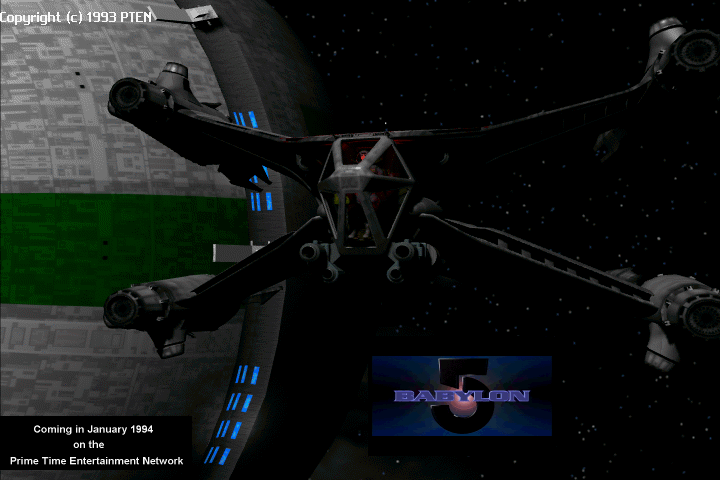 Copyright (c) 1993 PTEN
5
BABYLON
Coming in January 1994
on the
Prime Time Entertainment Network